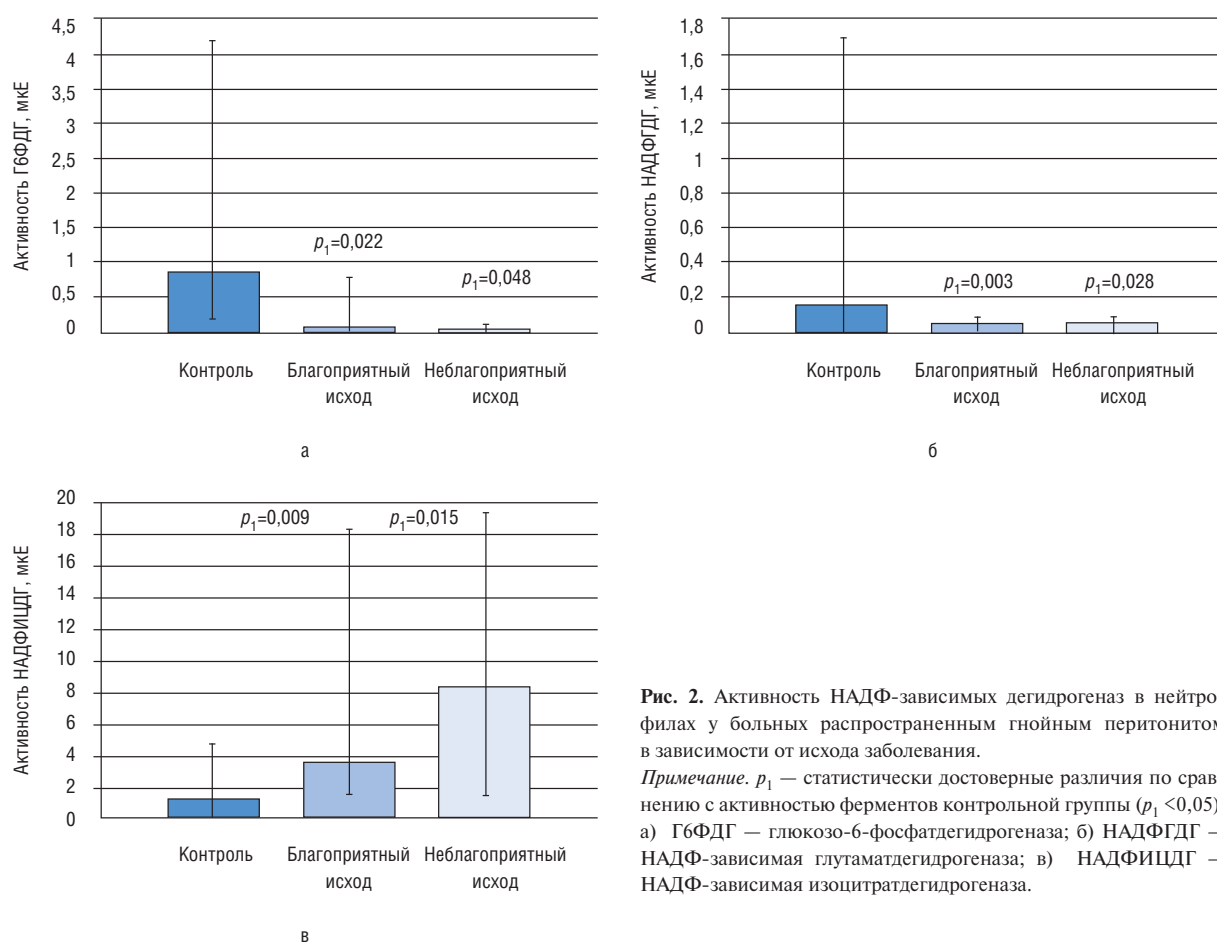 4,5
4
3,5
3
2,5
2
1,5
1
0,5
0
Активность Г6ФДГ, мкЕ
p1=0,022
p1=0,048
Контроль
Благоприятный
исход
Неблагоприятный
исход
а
1,8
1,6
1,4
1,2
1
0,8
0,6
0,4
0,2
0
Активность НАДФГДГ, мкЕ
p1=0,003
p1=0,028
Контроль
Благоприятный
исход
Неблагоприятный
исход
б
20
18
16
14
12
10
8
6
4
2
0
Активность НАДФИЦДГ, мкЕ
p1=0,009
p1=0,015
Контроль
Благоприятный
исход
Неблагоприятный
исход
в
Рис. 2. Активность НАДФ-зависимых дегидрогеназ в нейтро
филах у больных распространенным гнойным перитонитом
в зависимости от исхода заболевания.
Примечание. p1 — статистически достоверные различия по срав
нению с активностью ферментов контрольной группы (p1 <0,05)
а) Г6ФДГ — глюкозо-6-фосфатдегидрогеназа; б) НАДФГДГ –
НАДФ-зависимая глутаматдегидрогеназа; в) НАДФИЦДГ –
НАДФ-зависимая изоцитратдегидрогеназа.